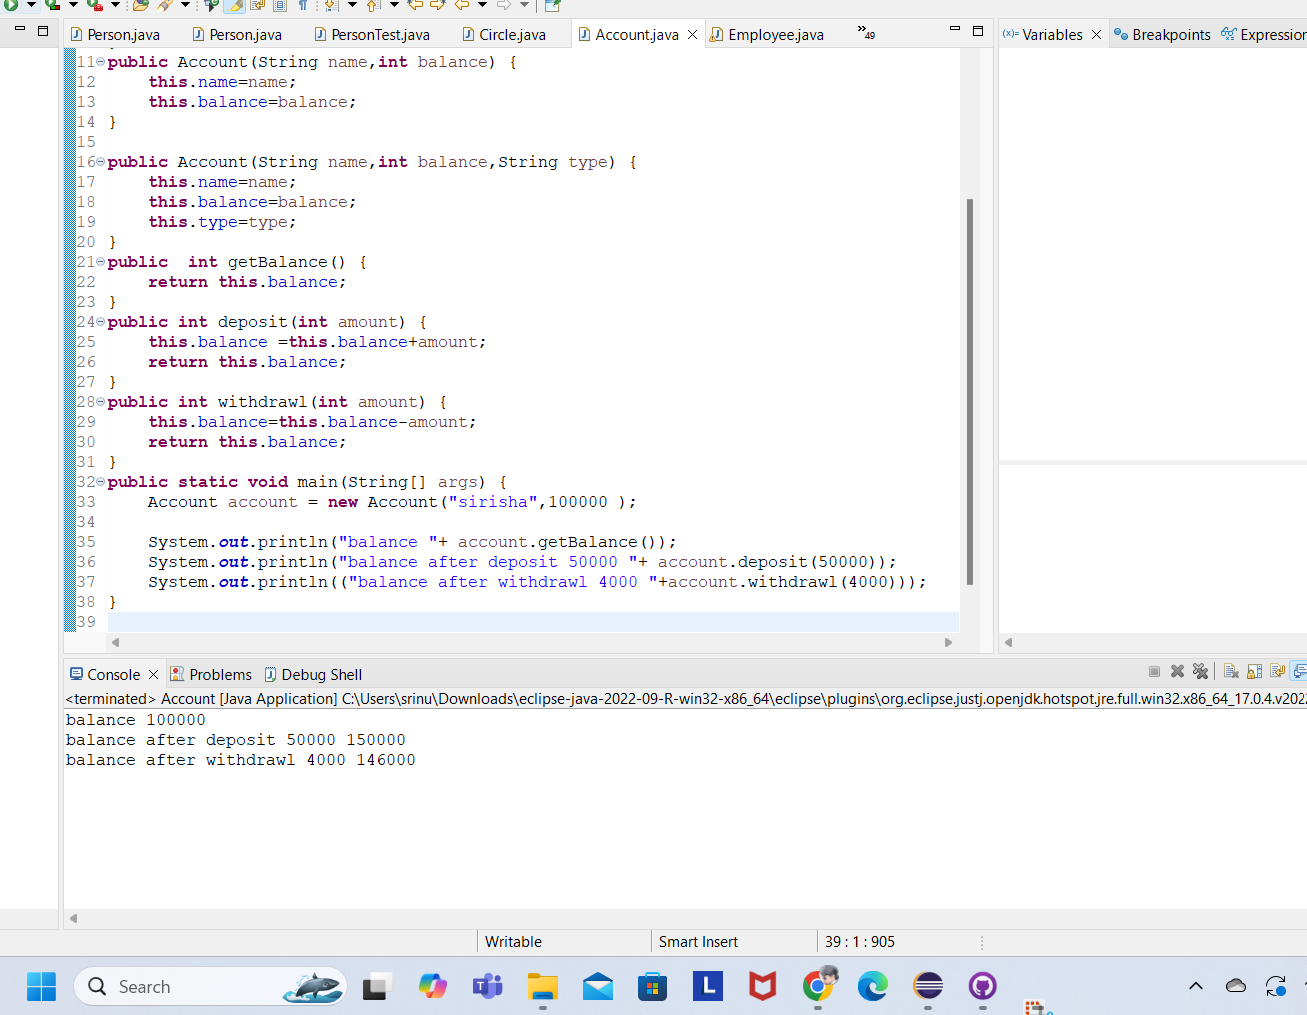 Person.java Person.java PersonTest.java Circle.java Account.java Employee.java »49
(x)= Variables Breakpoints Expression
11 public Account(String name,int balance) {
12 this.name=name;
13 this.balance=balance;
14 }
15
16 public Account(String name,int balance,String type) {
17 this.name=name;
18 this.balance=balance;
19 this.type=type;
20 }
21 public  int getBalance() {
22 return this.balance;
23 }
24 public int deposit(int amount) {
25 this.balance =this.balance+amount;
26 return this.balance;
27 }
28 public int withdrawl(int amount) {
29 this.balance=this.balance-amount;
30 return this.balance;
31 }
32 public static void main(String[] args) {
33 Account account = new Account("sirisha",100000 );
34
35 System.out.println("balance "+ account.getBalance());
36 System.out.println("balance after deposit 50000 "+ account.deposit(50000));
37 System.out.println(("balance after withdrawl 4000 "+account.withdrawl(4000)));
38 }
39
Console Problems Debug Shell
<terminated> Account [Java Application] C:\Users\srinu\Downloads\eclipse-java-2022-09-R-win32-x86_64\eclipse\plugins\org.eclipse.justj.openjdk.hotspot.jre.full.win32.x86_64_17.0.4.v202
balance 100000
balance after deposit 50000 150000
balance after withdrawl 4000 146000
Writable Smart Insert 39 : 1 : 905
Search
L